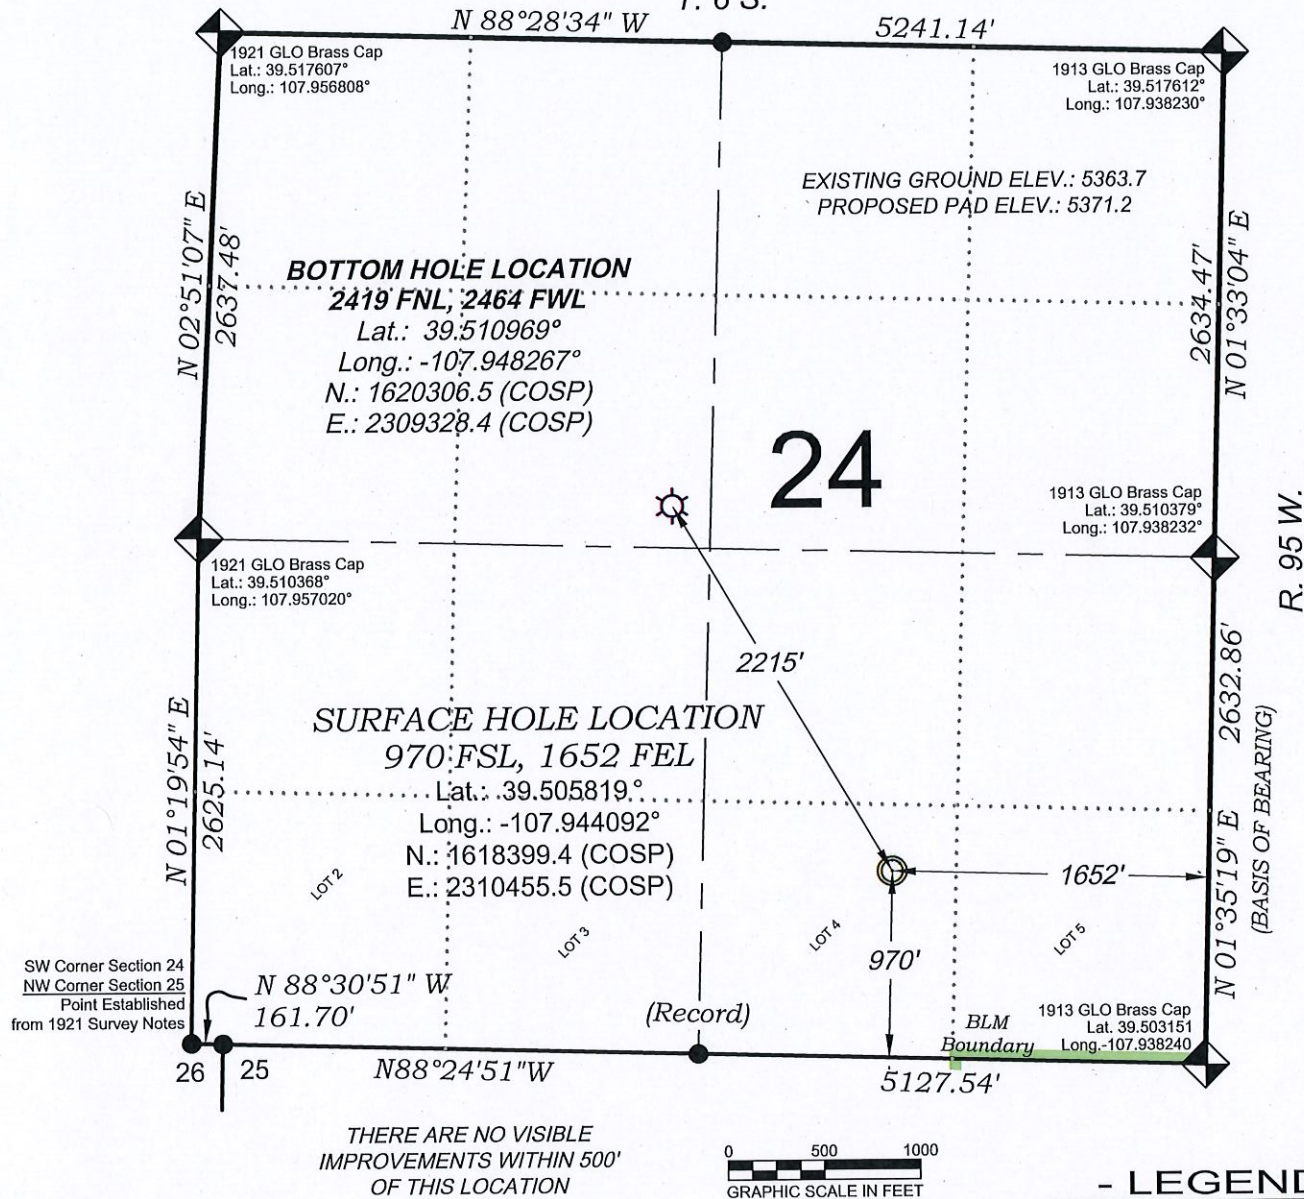 T. 6 S.
N 88°28'34" W
5241.14'
1921 GLO Brass Cap
Lat.: 39.517607°
Long.: 107.956808°
1913 GLO Brass Cap
Lat.: 39.517612°
Long.: 107.938230°
EXISTING GROUND ELEV.: 5363.7
PROPOSED PAD ELEV.: 5371.2
N 02°51'07" E
2637.48'
BOTTOM HOLE LOCATION
2419 FNL, 2464 FWL
Lat.: 39.510969°
Long.: -107.948267°
N.: 1620306.5 (COSP)
E.: 2309328.4 (COSP)
2634.47'
N 01°33'04" E
24
1913 GLO Brass Cap
Lat.: 39.510379°
Long.: 107.938232°
R. 95 W.
1921 GLO Brass Cap
Lat.: 39.510368°
Long.: 107.957020°
2215'
N 01°19'54" E
2625.14'
SURFACE HOLE LOCATION
970 FSL, 1652 FEL
Lat.: 39.505819°
Long.: -107.944092°
N.: 1618399.4 (COSP)
E.: 2310455.5 (COSP)
2632.86'
N 01°35'19" E
(BASIS OF BEARING)
1652'
970'
LOT 2
LOT 3
LOT 4
LOT 5
SW Corner Section 24
NW Corner Section 25
Point Established
from 1921 Survey Notes
N 88°30'51" W
161.70'
(Record)
BLM
Boundary
1913 GLO Brass Cap
Lat. 39.503151
Long.-107.938240
26
25
N88°24'51"W
5127.54'
THERE ARE NO VISIBLE
IMPROVEMENTS WITHIN 500'
OF THIS LOCATION
0 500 1000
GRAPHIC SCALE IN FEET
- LEGEND